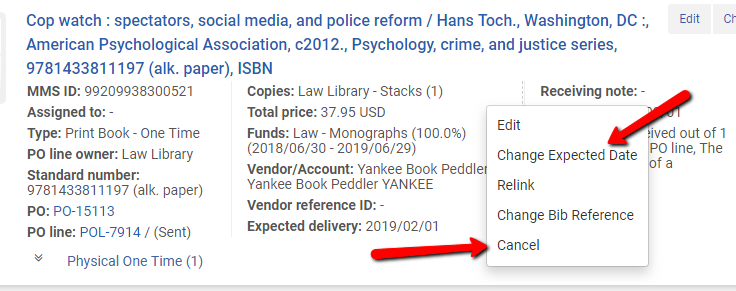 Cop watch : spectators, social media, and police reform / Hans Toch., Washington, DC :,
American Psychological Association, c2012., Psychology, crime, and justice series,
9781433811197 (alk. paper), ISBN
Edit
Ch
MMS ID: 99209938300521
Assigned to: -
Type: Print Book - One Time
PO line owner: Law Library
Standard number:
9781433811197 (alk. paper)
PO: PO-15113
PO line: POL-7914 / (Sent)
Physical One Time (1)
Copies: Law Library - Stacks (1)
Total price: 37.95 USD
Funds: Law - Monographs (100.0%)
(2018/06/30 - 2019/06/29)
Vendor/Account: Yankee Book Peddler
Yankee Book Peddler YANKEE
Vendor reference ID: -
Expected delivery: 2019/02/01
Receiving note: -
01
eived out of 1
PO line, The
of a
Edit
Change Expected Date
Relink
Change Bib Reference
Cancel